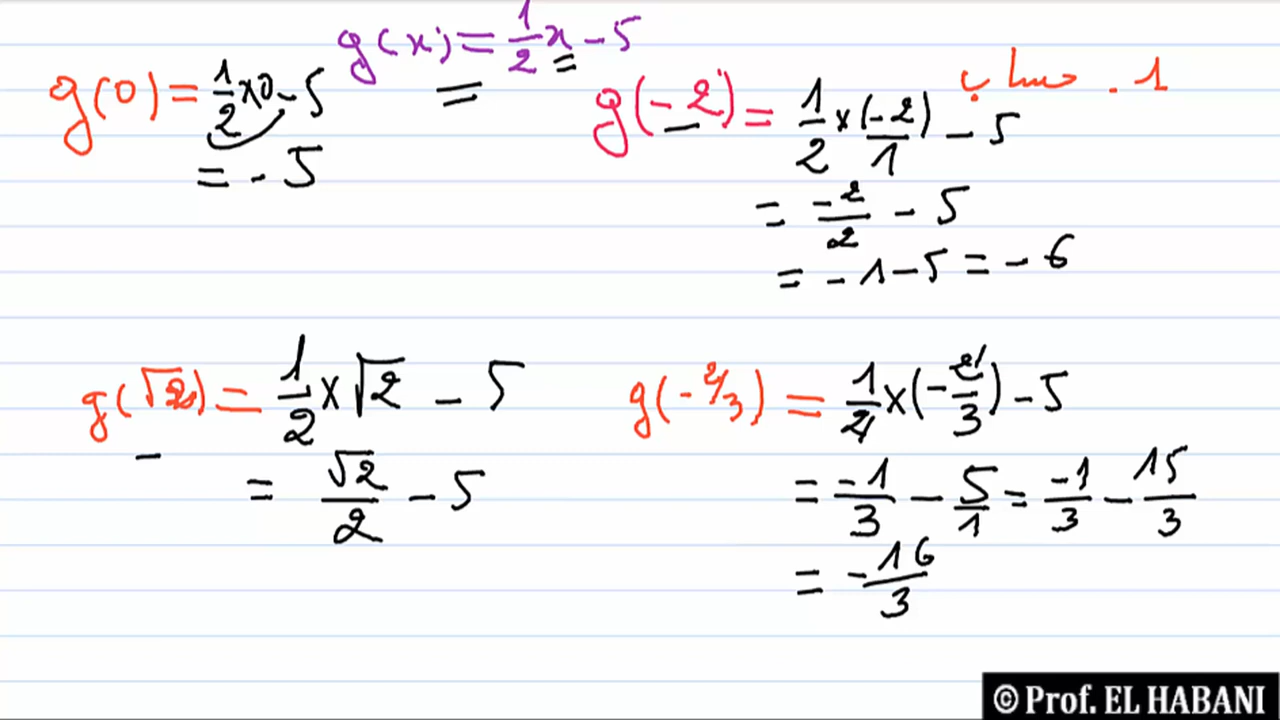 g(x) = 1/2 x - 5
1. حساب
g(0) = 1/2 × 0 - 5
= -5
g(-2) = 1/2 × (-2)/1 - 5
= -2/2 - 5
= -1 - 5 = -6
g(√2) = 1/2 × √2 - 5
= √2/2 - 5
g(-2/3) = 1/2 × (-2/3) - 5
= -1/3 - 5/1 = -1/3 - 15/3
= -16/3
© Prof. EL HABANI